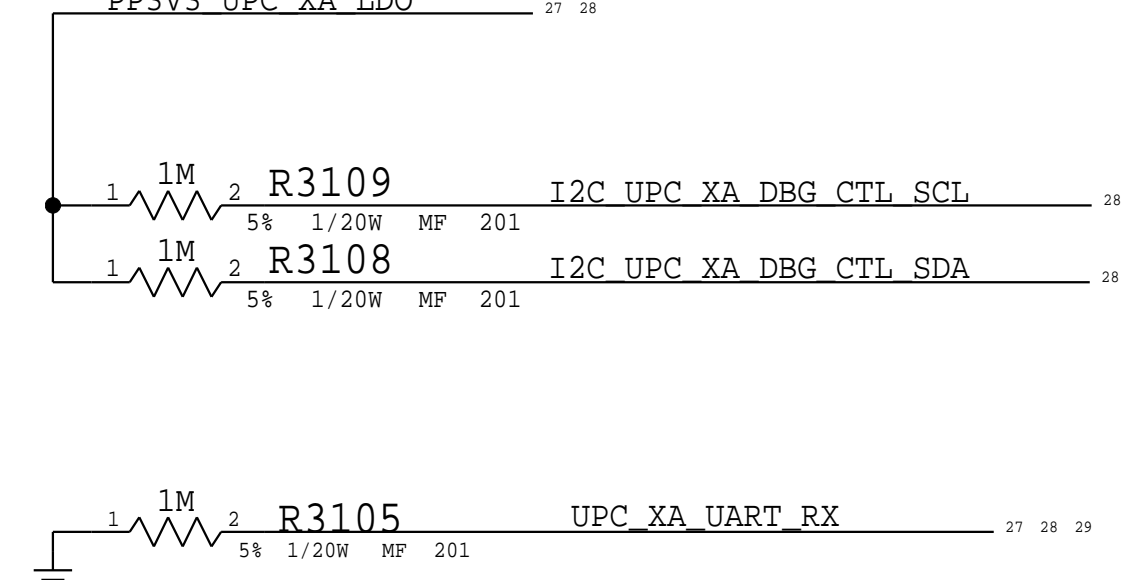 PP3V3_UPC_XA_LDO 27 28
1M
1 2 R3109 I2C_UPC_XA_DBG_CTL_SCL 28
5% 1/20W MF 201
1M
1 2 R3108 I2C_UPC_XA_DBG_CTL_SDA 28
5% 1/20W MF 201
1M
1 2 R3105 UPC_XA_UART_RX 27 28 29
5% 1/20W MF 201